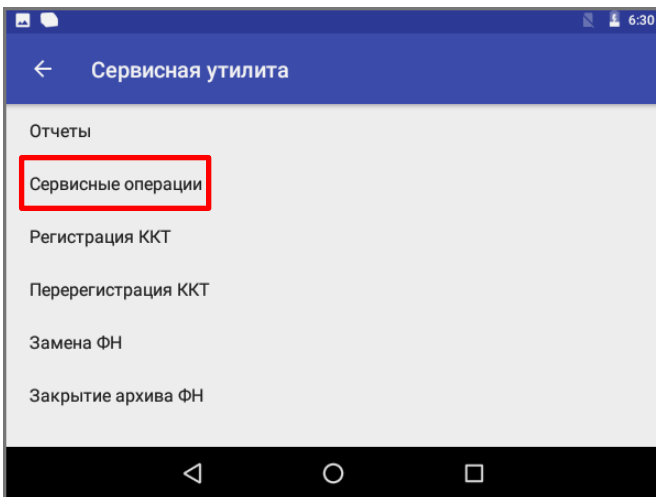 6:30
Сервисная утилита
Отчеты
Сервисные операции
Регистрация ККТ
Перерегистрация ККТ
Замена ФН
Закрытие архива ФН